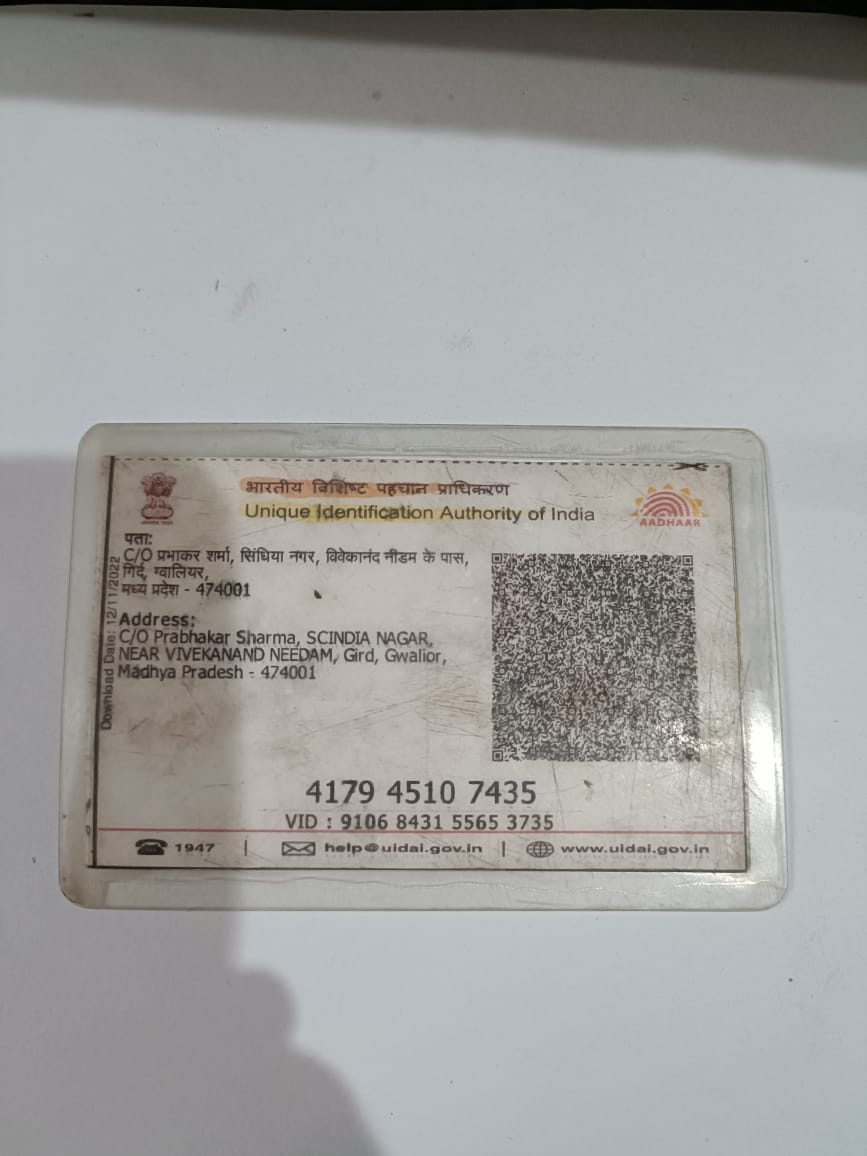 भारतीय विशिष्ट पहचान प्राधिकरण
Unique Identification Authority of India
AADHAAR
पता:
C/O प्रभाकर शर्मा, सिंधिया नगर, विवेकानंद नीडम के पास,
गिर्द, ग्वालियर,
मध्य प्रदेश - 474001
Address:
C/O Prabhakar Sharma, SCINDIA NAGAR,
NEAR VIVEKANAND NEEDAM, Gird, Gwalior,
Madhya Pradesh - 474001
Download Date: 12/11/2022
4179 4510 7435
VID : 9106 8431 5565 3735
1947 | help@uidai.gov.in | www.uidai.gov.in